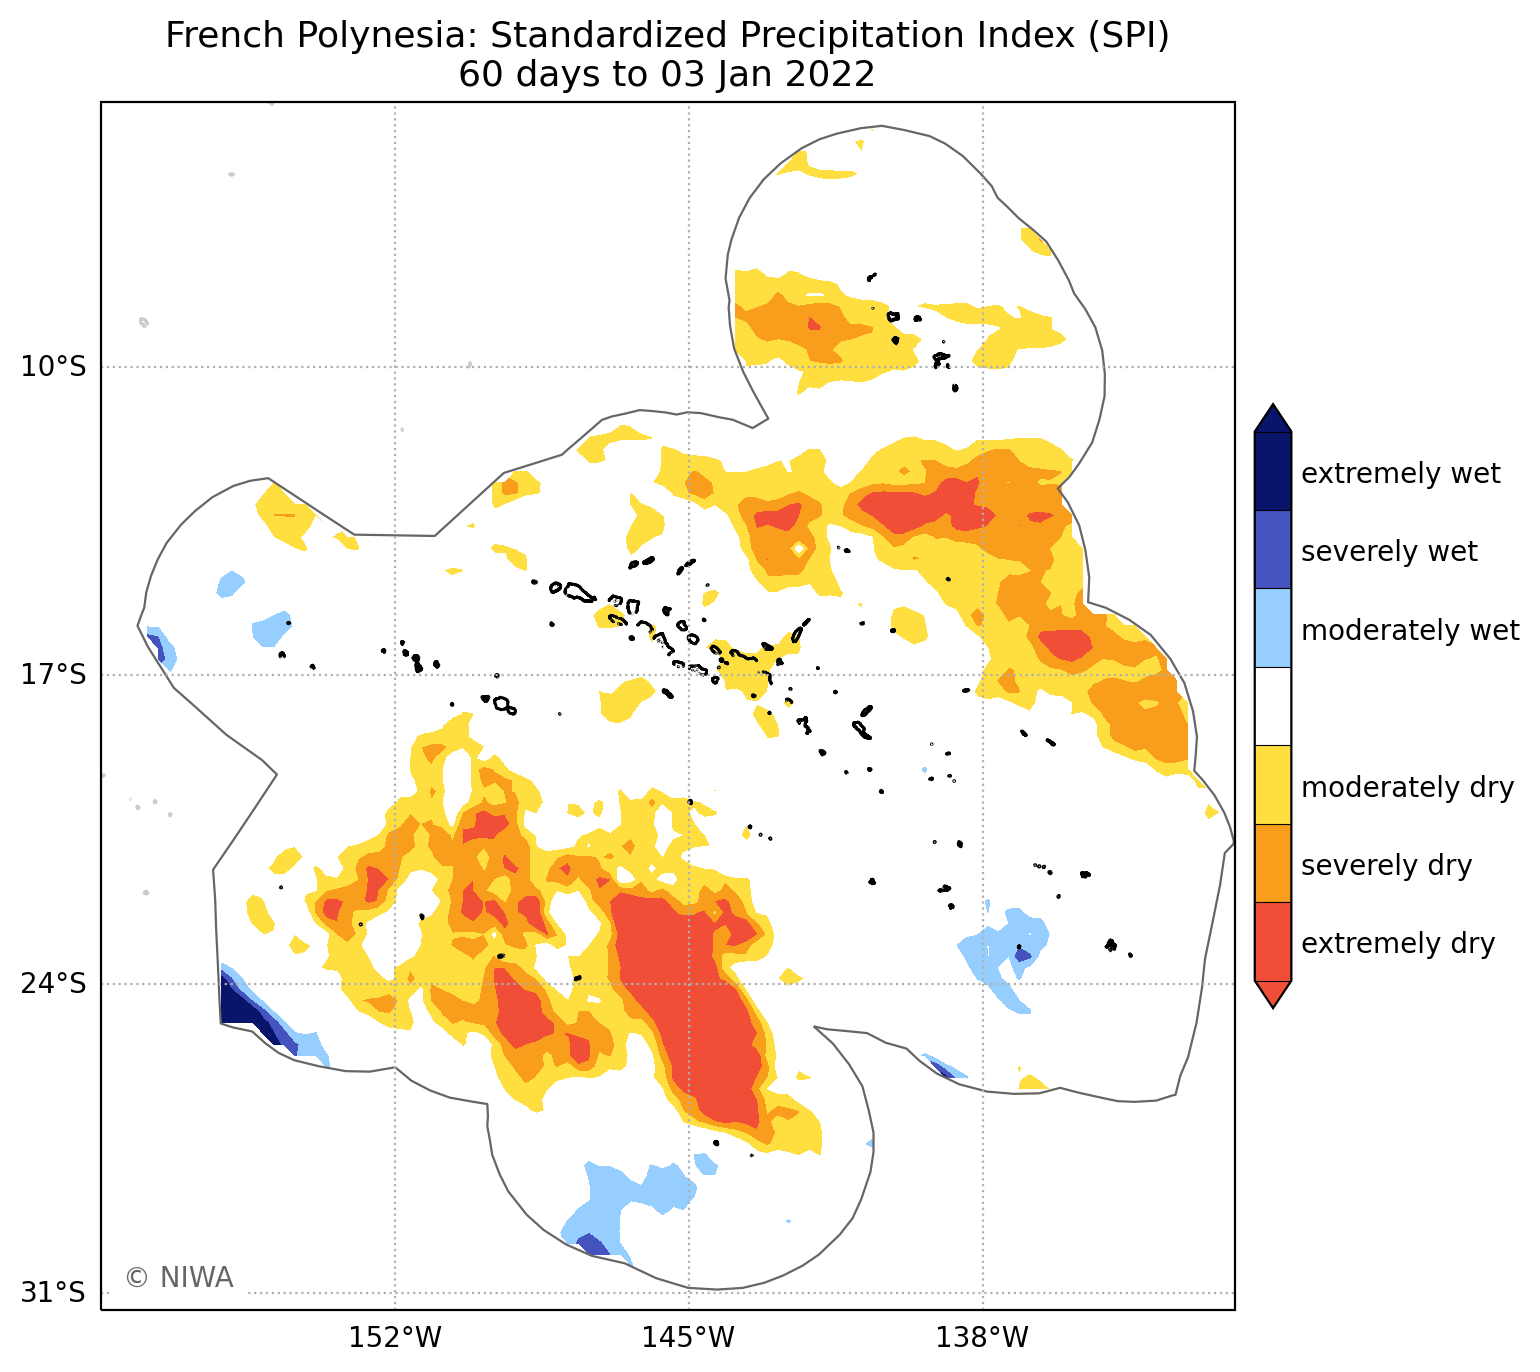 French Polynesia: Standardized Precipitation Index (SPI)
60 days to 03 Jan 2022
10°S
17°S
24°S
31°S
152°W
145°W
138°W
extremely wet
severely wet
moderately wet
moderately dry
severely dry
extremely dry
© NIWA